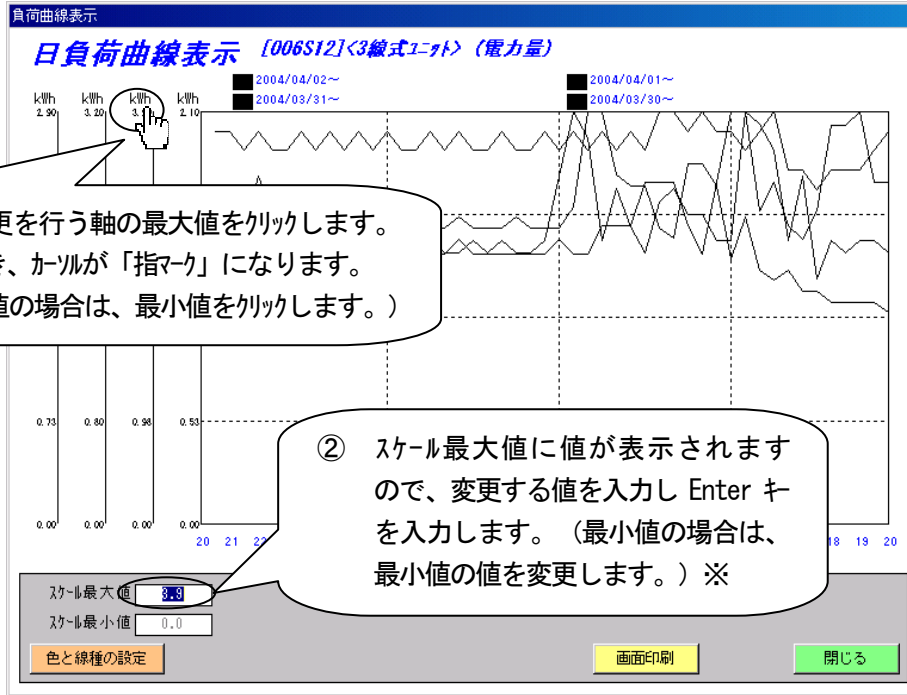 負荷曲線表示
日負荷曲線表示 [006S12]<3線式ﾕﾆｯﾄ> (電力量)
2004/04/02～ 2004/04/01～
2004/03/31～ 2004/03/30～
kWh kWh kWh kWh
2.90 3.20 2.10
更を行う軸の最大値をｸﾘｯｸします。
、ｶｰｿﾙが「指ﾏｰｸ」になります。
値の場合は、最小値をｸﾘｯｸします。)
0.73 0.80 0.98 0.53
② ｽｹｰﾙ最大値に値が表示されます
ので、変更する値を入力し Enter ｷｰ
を入力します。 (最小値の場合は、
最小値の値を変更します。) ※
0.00 0.00 0.00 0.00
20 21 22 18 19 20
ｽｹｰﾙ最大値 3.9
ｽｹｰﾙ最小値 0.0
色と線種の設定 画面印刷 閉じる